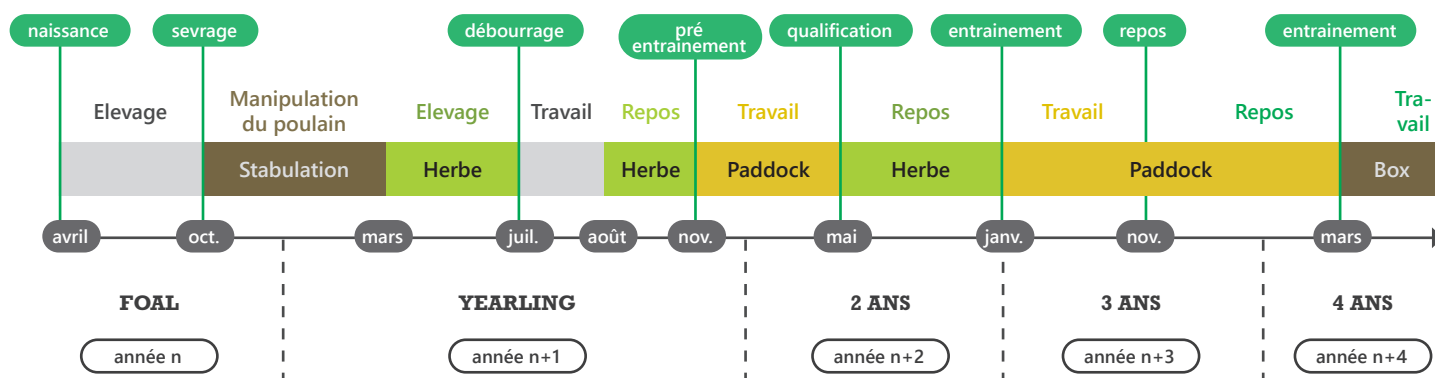 naissance
sevrage
débourrage
pré
entrainement
qualification
entrainement
repos
entrainement
Elevage
Manipulation
du poulain
Elevage
Travail
Repos
Travail
Repos
Travail
Repos
Tra-
vail
Stabulation
Herbe
Herbe
Paddock
Herbe
Paddock
Box
avril
oct.
mars
juil.
août
nov.
mai
janv.
nov.
mars
FOAL
YEARLING
2 ANS
3 ANS
4 ANS
année n
année n+1
année n+2
année n+3
année n+4